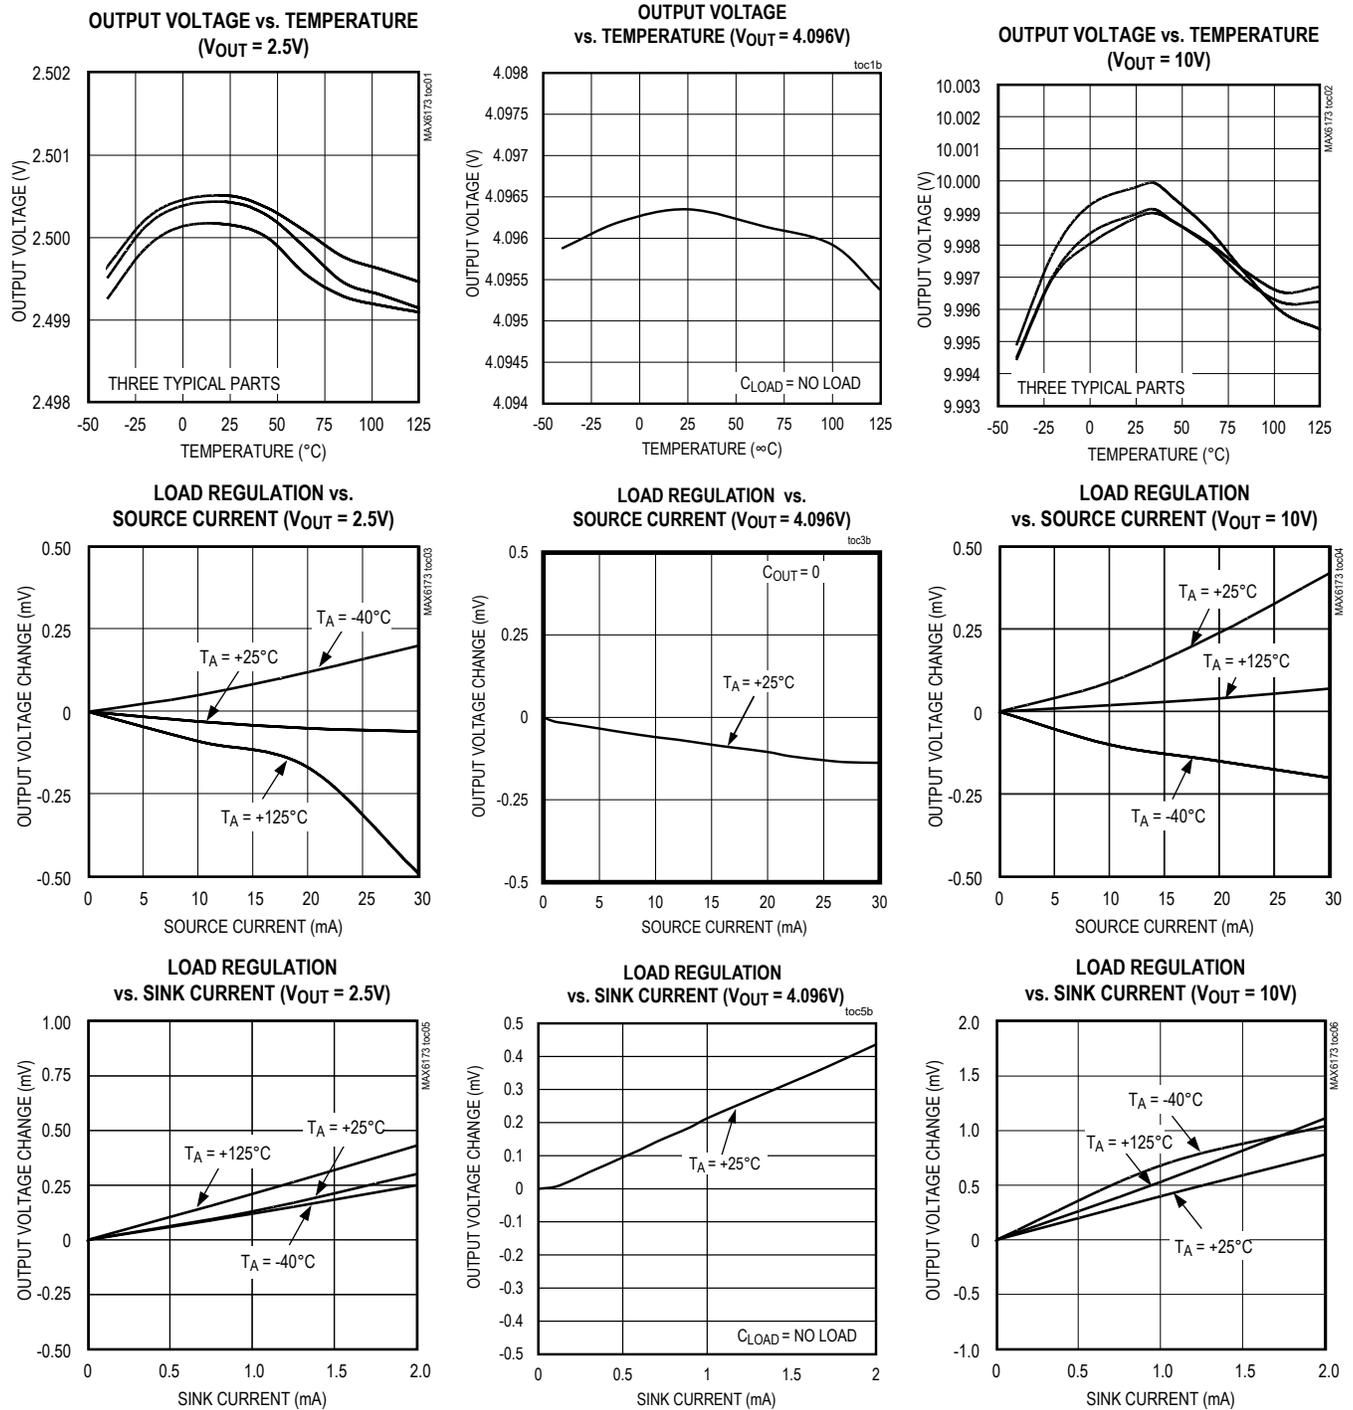 OUTPUT VOLTAGE vs. TEMPERATURE
(VOUT = 2.5V)
MAX6173 toc01
OUTPUT VOLTAGE (V)
2.502
2.501
2.500
2.499
2.498
THREE TYPICAL PARTS
-50 -25 0 25 50 75 100 125
TEMPERATURE (°C)
OUTPUT VOLTAGE
vs. TEMPERATURE (VOUT = 4.096V)
toc1b
OUTPUT VOLTAGE (V)
4.098
4.0975
4.097
4.0965
4.096
4.0955
4.095
4.0945
4.094
CLOAD = NO LOAD
-50 -25 0 25 50 75 100 125
TEMPERATURE (∞C)
OUTPUT VOLTAGE vs. TEMPERATURE
(VOUT = 10V)
MAX6173 toc02
OUTPUT VOLTAGE (V)
10.003
10.002
10.001
10.000
9.999
9.998
9.997
9.996
9.995
9.994
9.993
THREE TYPICAL PARTS
-50 -25 0 25 50 75 100 125
TEMPERATURE (°C)
LOAD REGULATION vs.
SOURCE CURRENT (VOUT = 2.5V)
MAX6173 toc03
OUTPUT VOLTAGE CHANGE (mV)
0.50
0.25
0
-0.25
-0.50
TA = -40°C
TA = +25°C
TA = +125°C
0 5 10 15 20 25 30
SOURCE CURRENT (mA)
LOAD REGULATION vs.
SOURCE CURRENT (VOUT = 4.096V)
toc3b
OUTPUT VOLTAGE CHANGE (mV)
0.5
0.25
0
-0.25
-0.5
COUT = 0
TA = +25°C
0 5 10 15 20 25 30
SOURCE CURRENT (mA)
LOAD REGULATION
vs. SOURCE CURRENT (VOUT = 10V)
MAX6173 toc04
OUTPUT VOLTAGE CHANGE (mV)
0.50
0.25
0
-0.25
-0.50
TA = +25°C
TA = +125°C
TA = -40°C
0 5 10 15 20 25 30
SOURCE CURRENT (mA)
LOAD REGULATION
vs. SINK CURRENT (VOUT = 2.5V)
MAX6173 toc05
OUTPUT VOLTAGE CHANGE (mV)
1.00
0.75
0.50
0.25
0
-0.25
-0.50
TA = +25°C
TA = +125°C
TA = -40°C
0 0.5 1.0 1.5 2.0
SINK CURRENT (mA)
LOAD REGULATION
vs. SINK CURRENT (VOUT = 4.096V)
toc5b
OUTPUT VOLTAGE CHANGE (mV)
0.5
0.4
0.3
0.2
0.1
0
-0.1
-0.2
-0.3
-0.4
-0.5
TA = +25°C
CLOAD = NO LOAD
0 0.5 1 2
SINK CURRENT (mA)
LOAD REGULATION
vs. SINK CURRENT (VOUT = 10V)
MAX6173 toc06
OUTPUT VOLTAGE CHANGE (mV)
2.0
1.5
1.0
0.5
0
-0.5
-1.0
TA = -40°C
TA = +125°C
TA = +25°C
0 0.5 1.0 1.5 2.0
SINK CURRENT (mA)